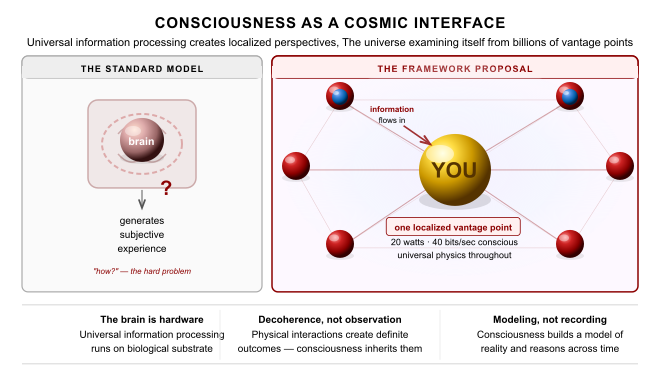 CONSCIOUSNESS AS A COSMIC INTERFACE
Universal information processing creates localized perspectives, The universe examining itself from billions of vantage points
THE STANDARD MODEL
brain
?
generates
subjective
experience
"how?" — the hard problem
THE FRAMEWORK PROPOSAL
information
flows in
YOU
one localized vantage point
20 watts · 40 bits/sec conscious
universal physics throughout
The brain is hardware
Universal information processing
runs on biological substrate
Decoherence, not observation
Physical interactions create definite
outcomes — consciousness inherits them
Modeling, not recording
Consciousness builds a model of
reality and reasons across time